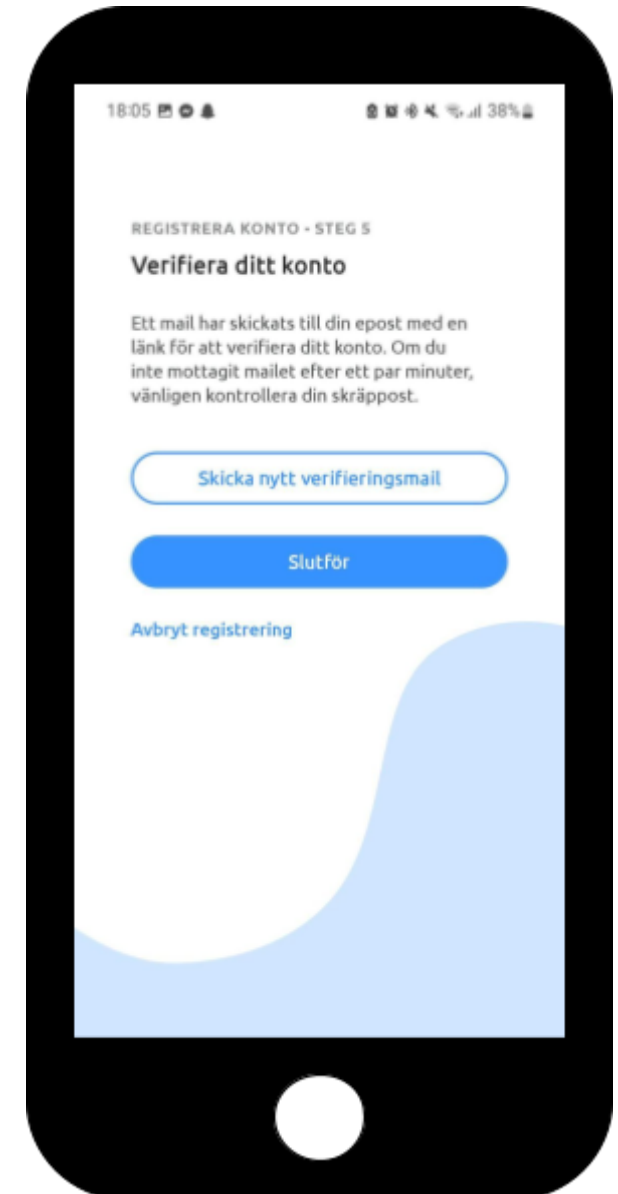 18:05 38%
REGISTRERA KONTO - STEG 5
Verifiera ditt konto
Ett mail har skickats till din epost med en
länk för att verifiera ditt konto. Om du
inte mottagit mailet efter ett par minuter,
vänligen kontrollera din skräppost.
Skicka nytt verifieringsmail
Slutför
Avbryt registrering